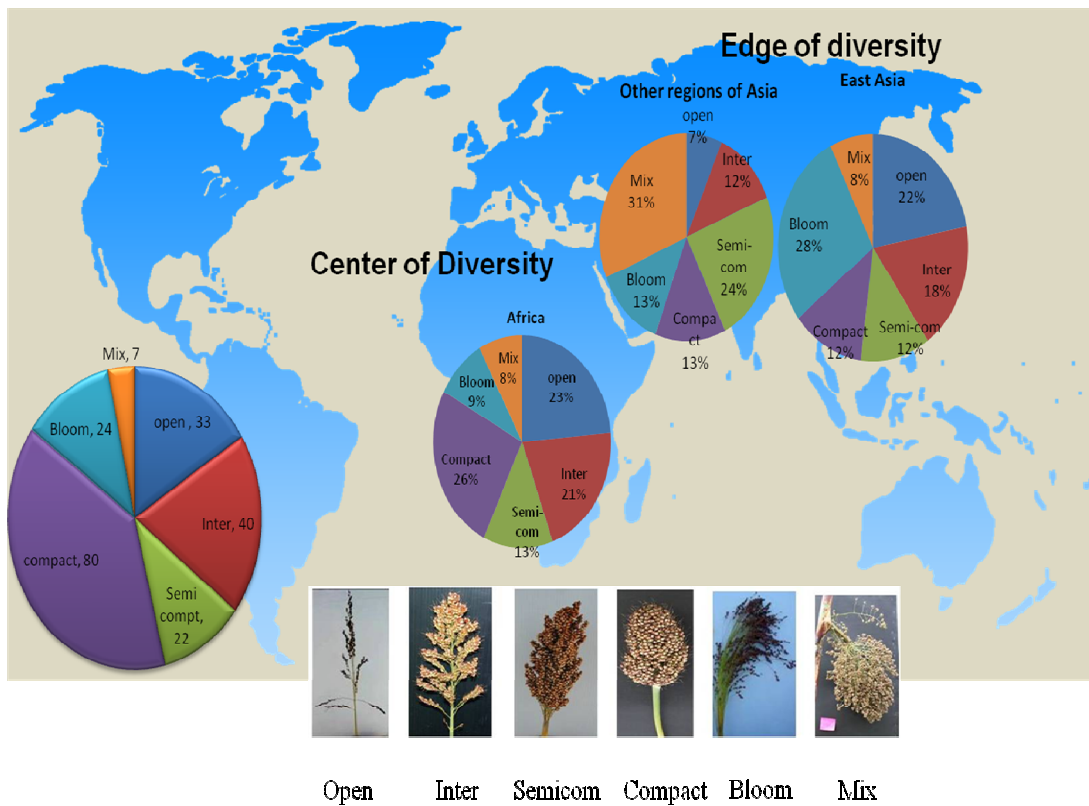 Edge of diversity
East Asia
Other regions of Asia
open
7%
Inter
12%
Semi-
com
24%
Compa
ct
13%
Bloom
13%
Mix
31%
Mix
8%
open
22%
Inter
18%
Semi-com
12%
Compact
12%
Bloom
28%
Center of Diversity
Africa
Mix
8%
open
23%
Inter
21%
Semi-
com
13%
Compact
26%
Bloom
9%
Mix, 7
open , 33
Inter, 40
Semi
compt,
22
compact, 80
Bloom, 24
Open
Inter
Semicom
Compact
Bloom
Mix